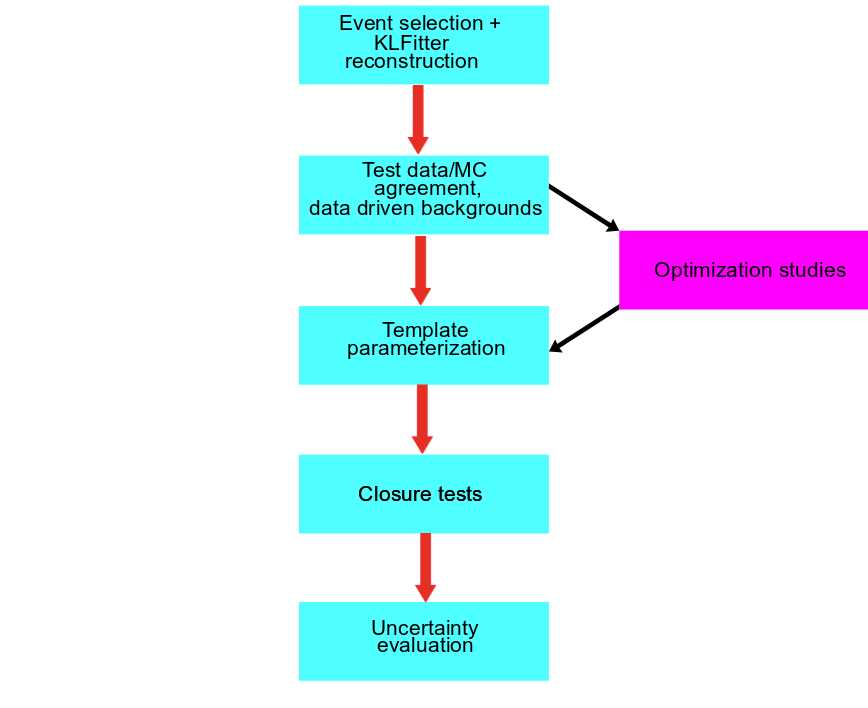 Event selection +
KLFitter
reconstruction
Test data/MC
agreement,
data driven backgrounds
Optimization studies
Template
parameterization
Closure tests
Uncertainty
evaluation